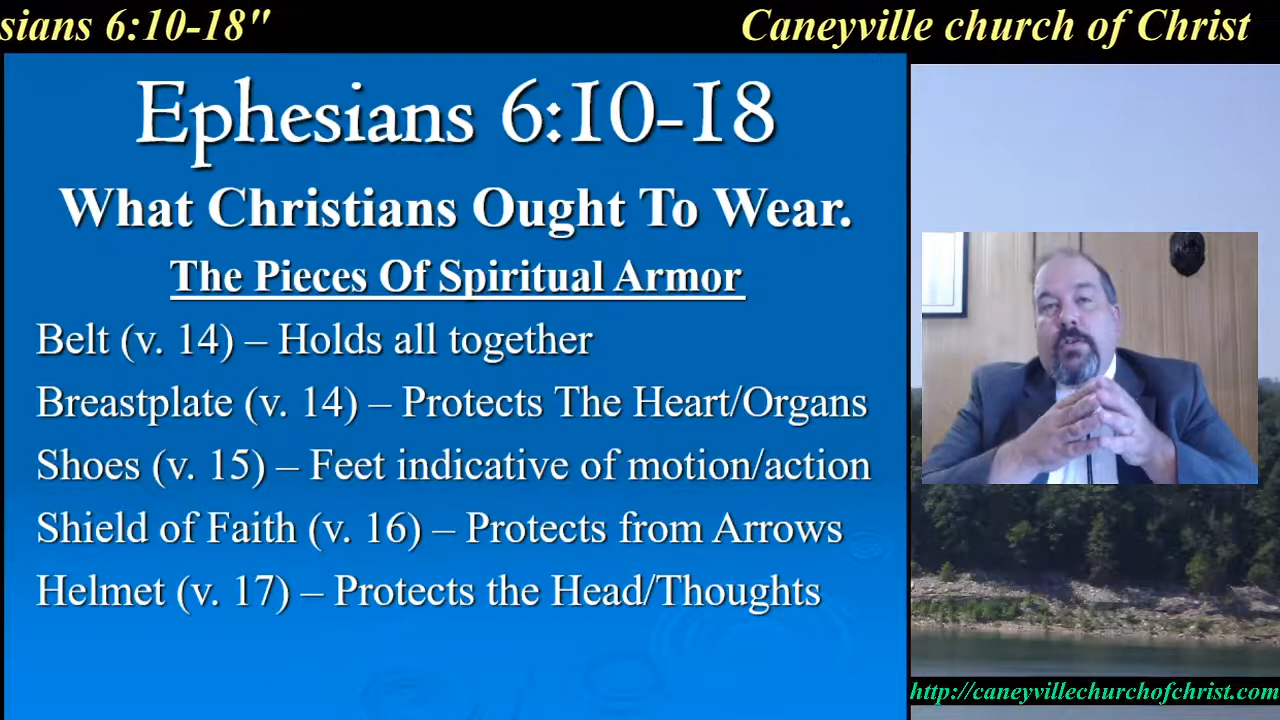 sians 6:10-18"
Caneyville church of Christ
Ephesians 6:10-18
What Christians Ought To Wear.
The Pieces Of Spiritual Armor
Belt (v. 14) – Holds all together
Breastplate (v. 14) – Protects The Heart/Organs
Shoes (v. 15) – Feet indicative of motion/action
Shield of Faith (v. 16) – Protects from Arrows
Helmet (v. 17) – Protects the Head/Thoughts
http://caneyvillechurchofchrist.com